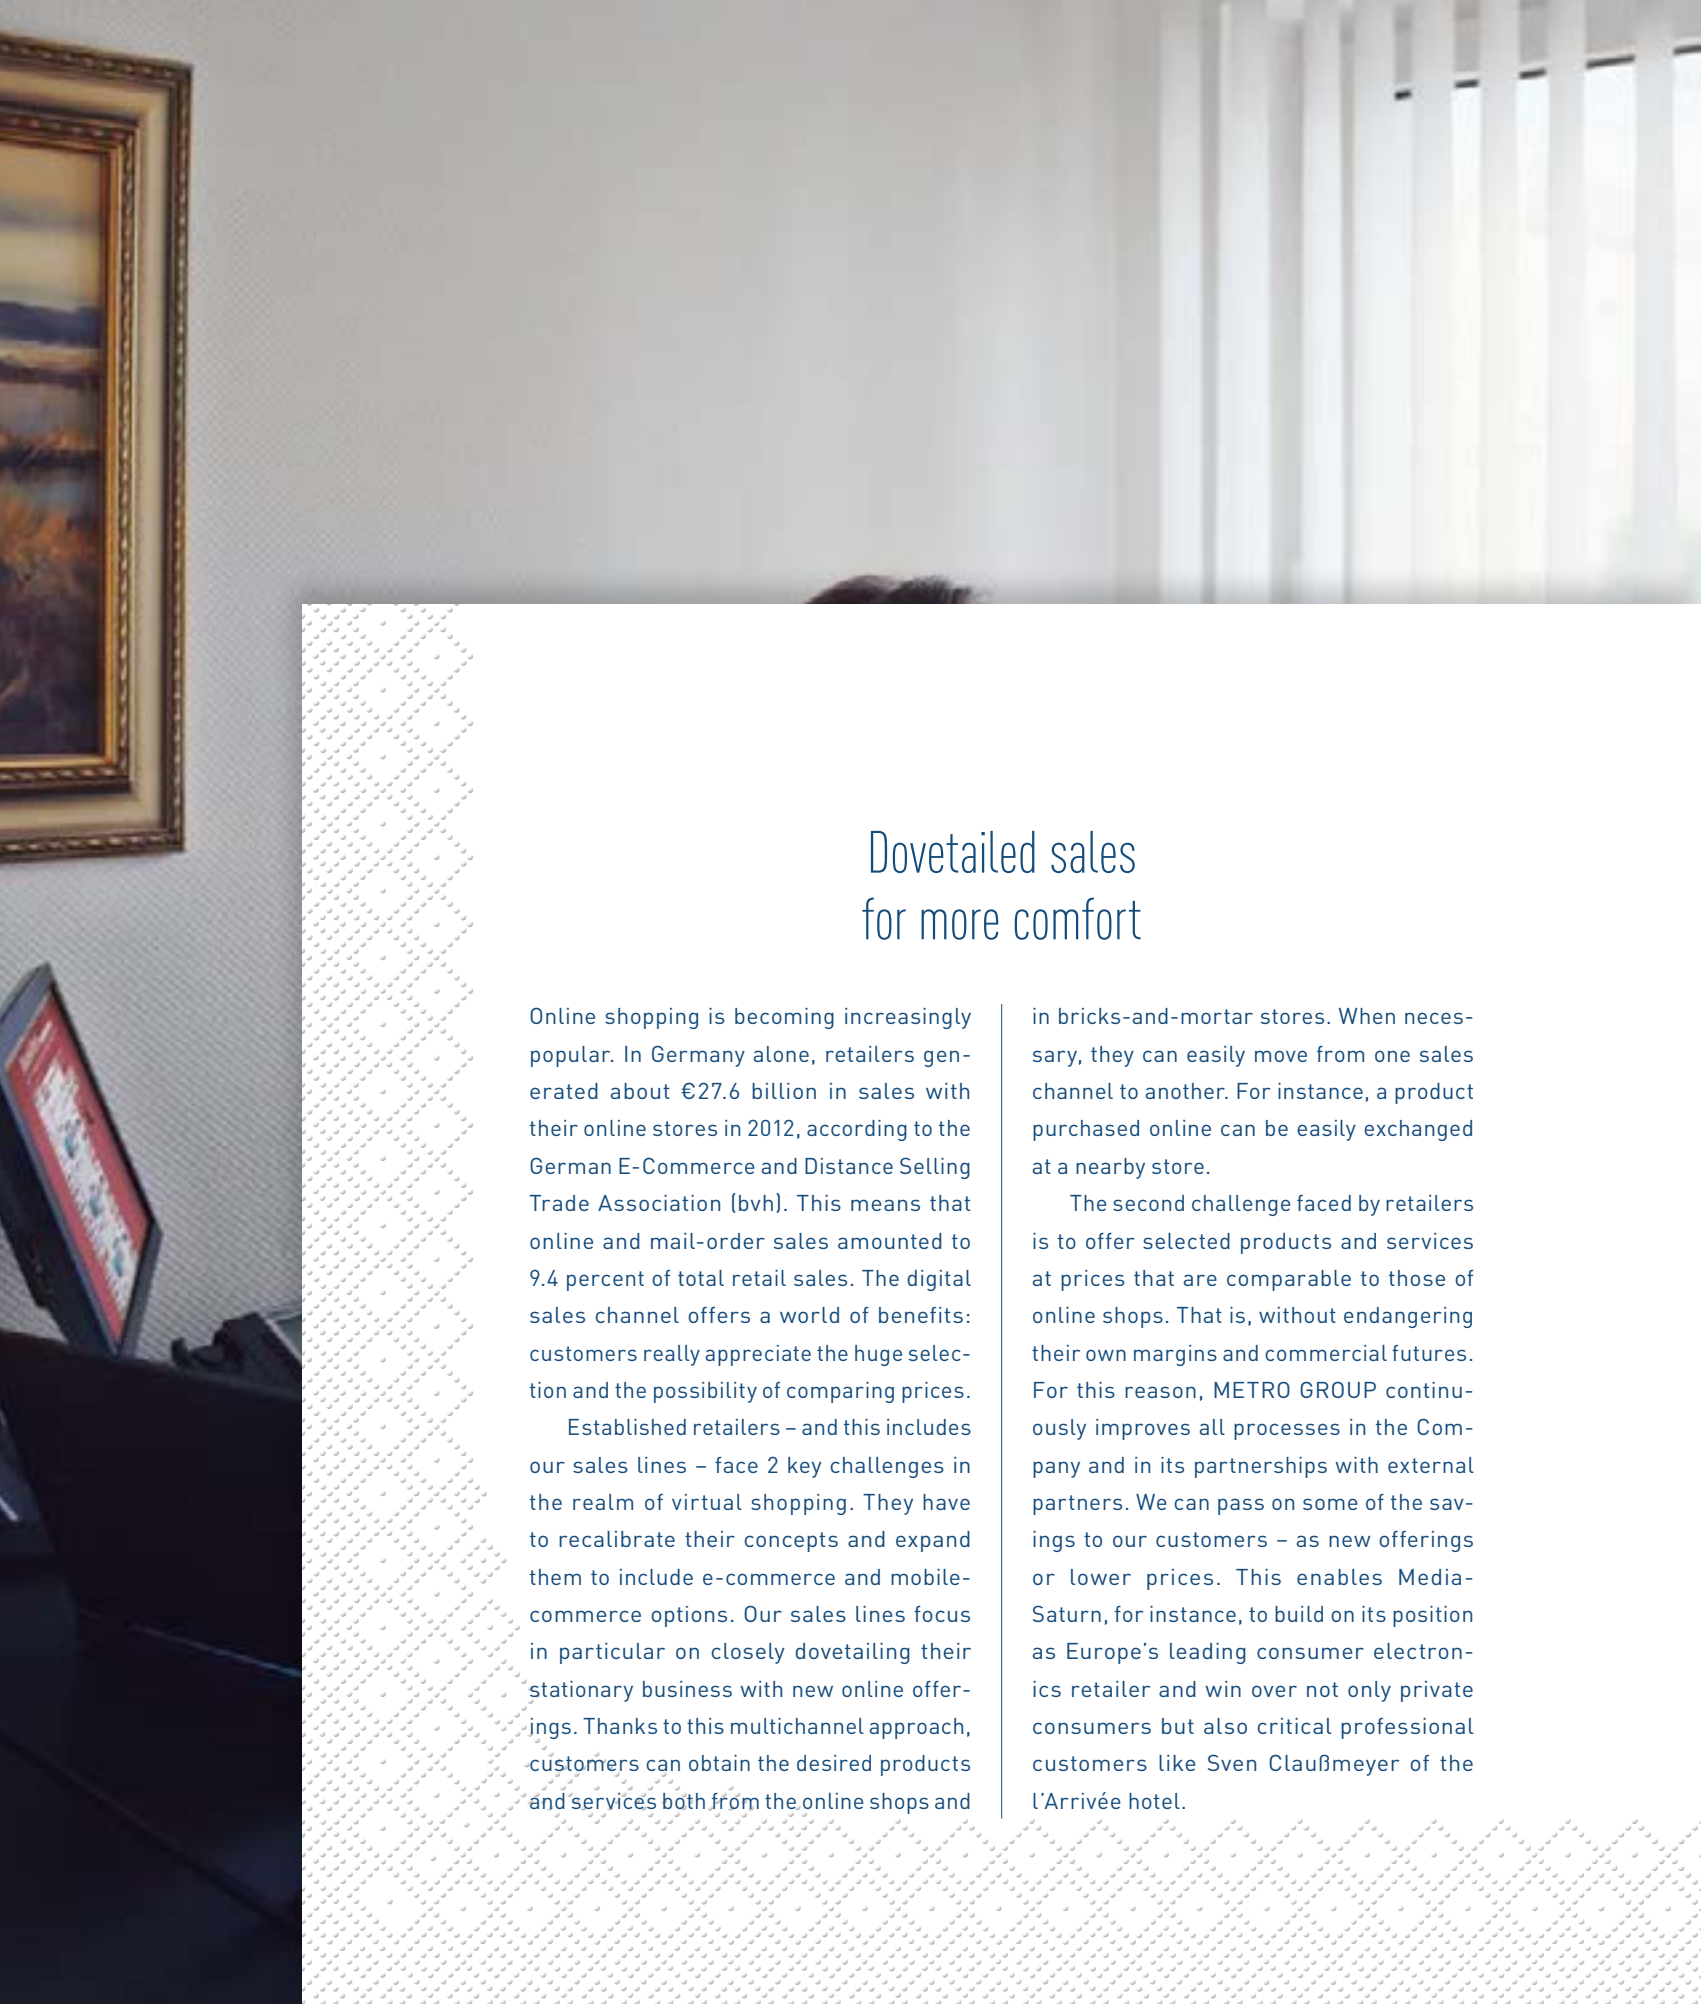 Dovetailed sales
for more comfort
Online shopping is becoming increasingly
popular. In Germany alone, retailers gen-
erated about €27.6 billion in sales with
their online stores in 2012, according to the
German E-Commerce and Distance Selling
Trade Association (bvh). This means that
online and mail-order sales amounted to
9.4 percent of total retail sales. The digital
sales channel offers a world of benefits:
customers really appreciate the huge selec-
tion and the possibility of comparing prices.
Established retailers – and this includes
our sales lines – face 2 key challenges in
the realm of virtual shopping. They have
to recalibrate their concepts and expand
them to include e-commerce and mobile-
commerce options. Our sales lines focus
in particular on closely dovetailing their
stationary business with new online offer-
ings. Thanks to this multichannel approach,
customers can obtain the desired products
and services both from the online shops and
in bricks-and-mortar stores. When neces-
sary, they can easily move from one sales
channel to another. For instance, a product
purchased online can be easily exchanged
at a nearby store.
The second challenge faced by retailers
is to offer selected products and services
at prices that are comparable to those of
online shops. That is, without endangering
their own margins and commercial futures.
For this reason, METRO GROUP continu-
ously improves all processes in the Com-
pany and in its partnerships with external
partners. We can pass on some of the sav-
ings to our customers – as new offerings
or lower prices. This enables Media-
Saturn, for instance, to build on its position
as Europe's leading consumer electron-
ics retailer and win over not only private
consumers but also critical professional
customers like Sven Claußmeyer of the
l'Arrivée hotel.